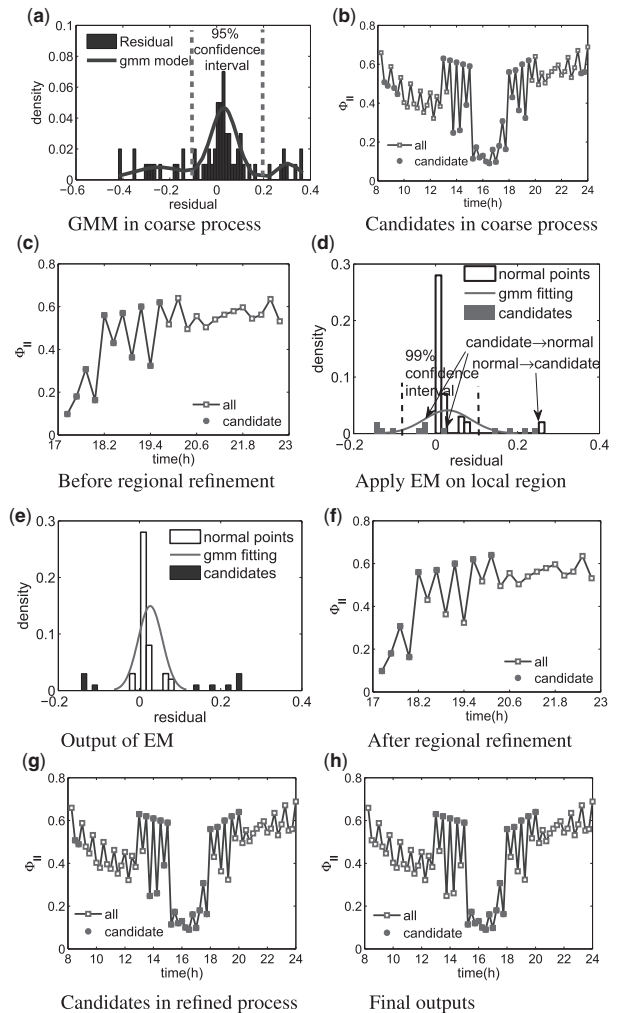 (a)
0.1
0.08
0.06
0.04
0.02
0
density
Residual
gmm model
95%
confidence
interval
−0.6 −0.4 −0.2 0 0.2 0.4
residual
GMM in coarse process
(b)
0.8
0.6
0.4
0.2
0
ΦII
all
candidate
8 10 12 14 16 18 20 22 24
time(h)
Candidates in coarse process
(c)
0.8
0.6
0.4
0.2
0
ΦII
all
candidate
17 18.2 19.4 20.6 21.8 23
time(h)
Before regional refinement
(d)
0.3
0.2
0.1
0
density
normal points
gmm fitting
candidates
candidate→normal
normal→candidate
99%
confidence
interval
−0.2 0 0.2 0.4
residual
Apply EM on local region
(e)
0.3
0.2
0.1
0
density
normal points
gmm fitting
candidates
−0.2 0 0.2 0.4
residual
Output of EM
(f)
0.8
0.6
0.4
0.2
0
ΦII
all
candidate
17 18.2 19.4 20.6 21.8 23
time(h)
After regional refinement
(g)
0.8
0.6
0.4
0.2
0
ΦII
all
candidate
8 10 12 14 16 18 20 22 24
time(h)
Candidates in refined process
(h)
0.8
0.6
0.4
0.2
0
ΦII
all
candidate
8 10 12 14 16 18 20 22 24
time(h)
Final outputs